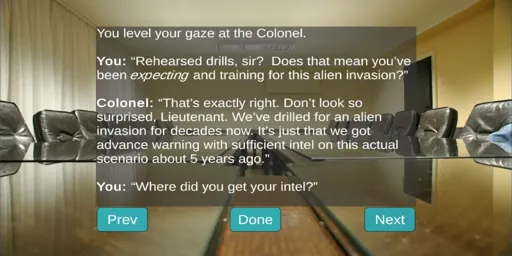 You level your gaze at the Colonel.
You: “Rehearsed drills, sir?  Does that mean you’ve
been expecting and training for this alien invasion?”
Colonel: “That’s exactly right. Don’t look so
surprised, Lieutenant. We’ve drilled for an alien
invasion for decades now. It’s just that we got
advance warning with sufficient intel on this actual
scenario about 5 years ago.”
You: “Where did you get your intel?”
Prev Done Next